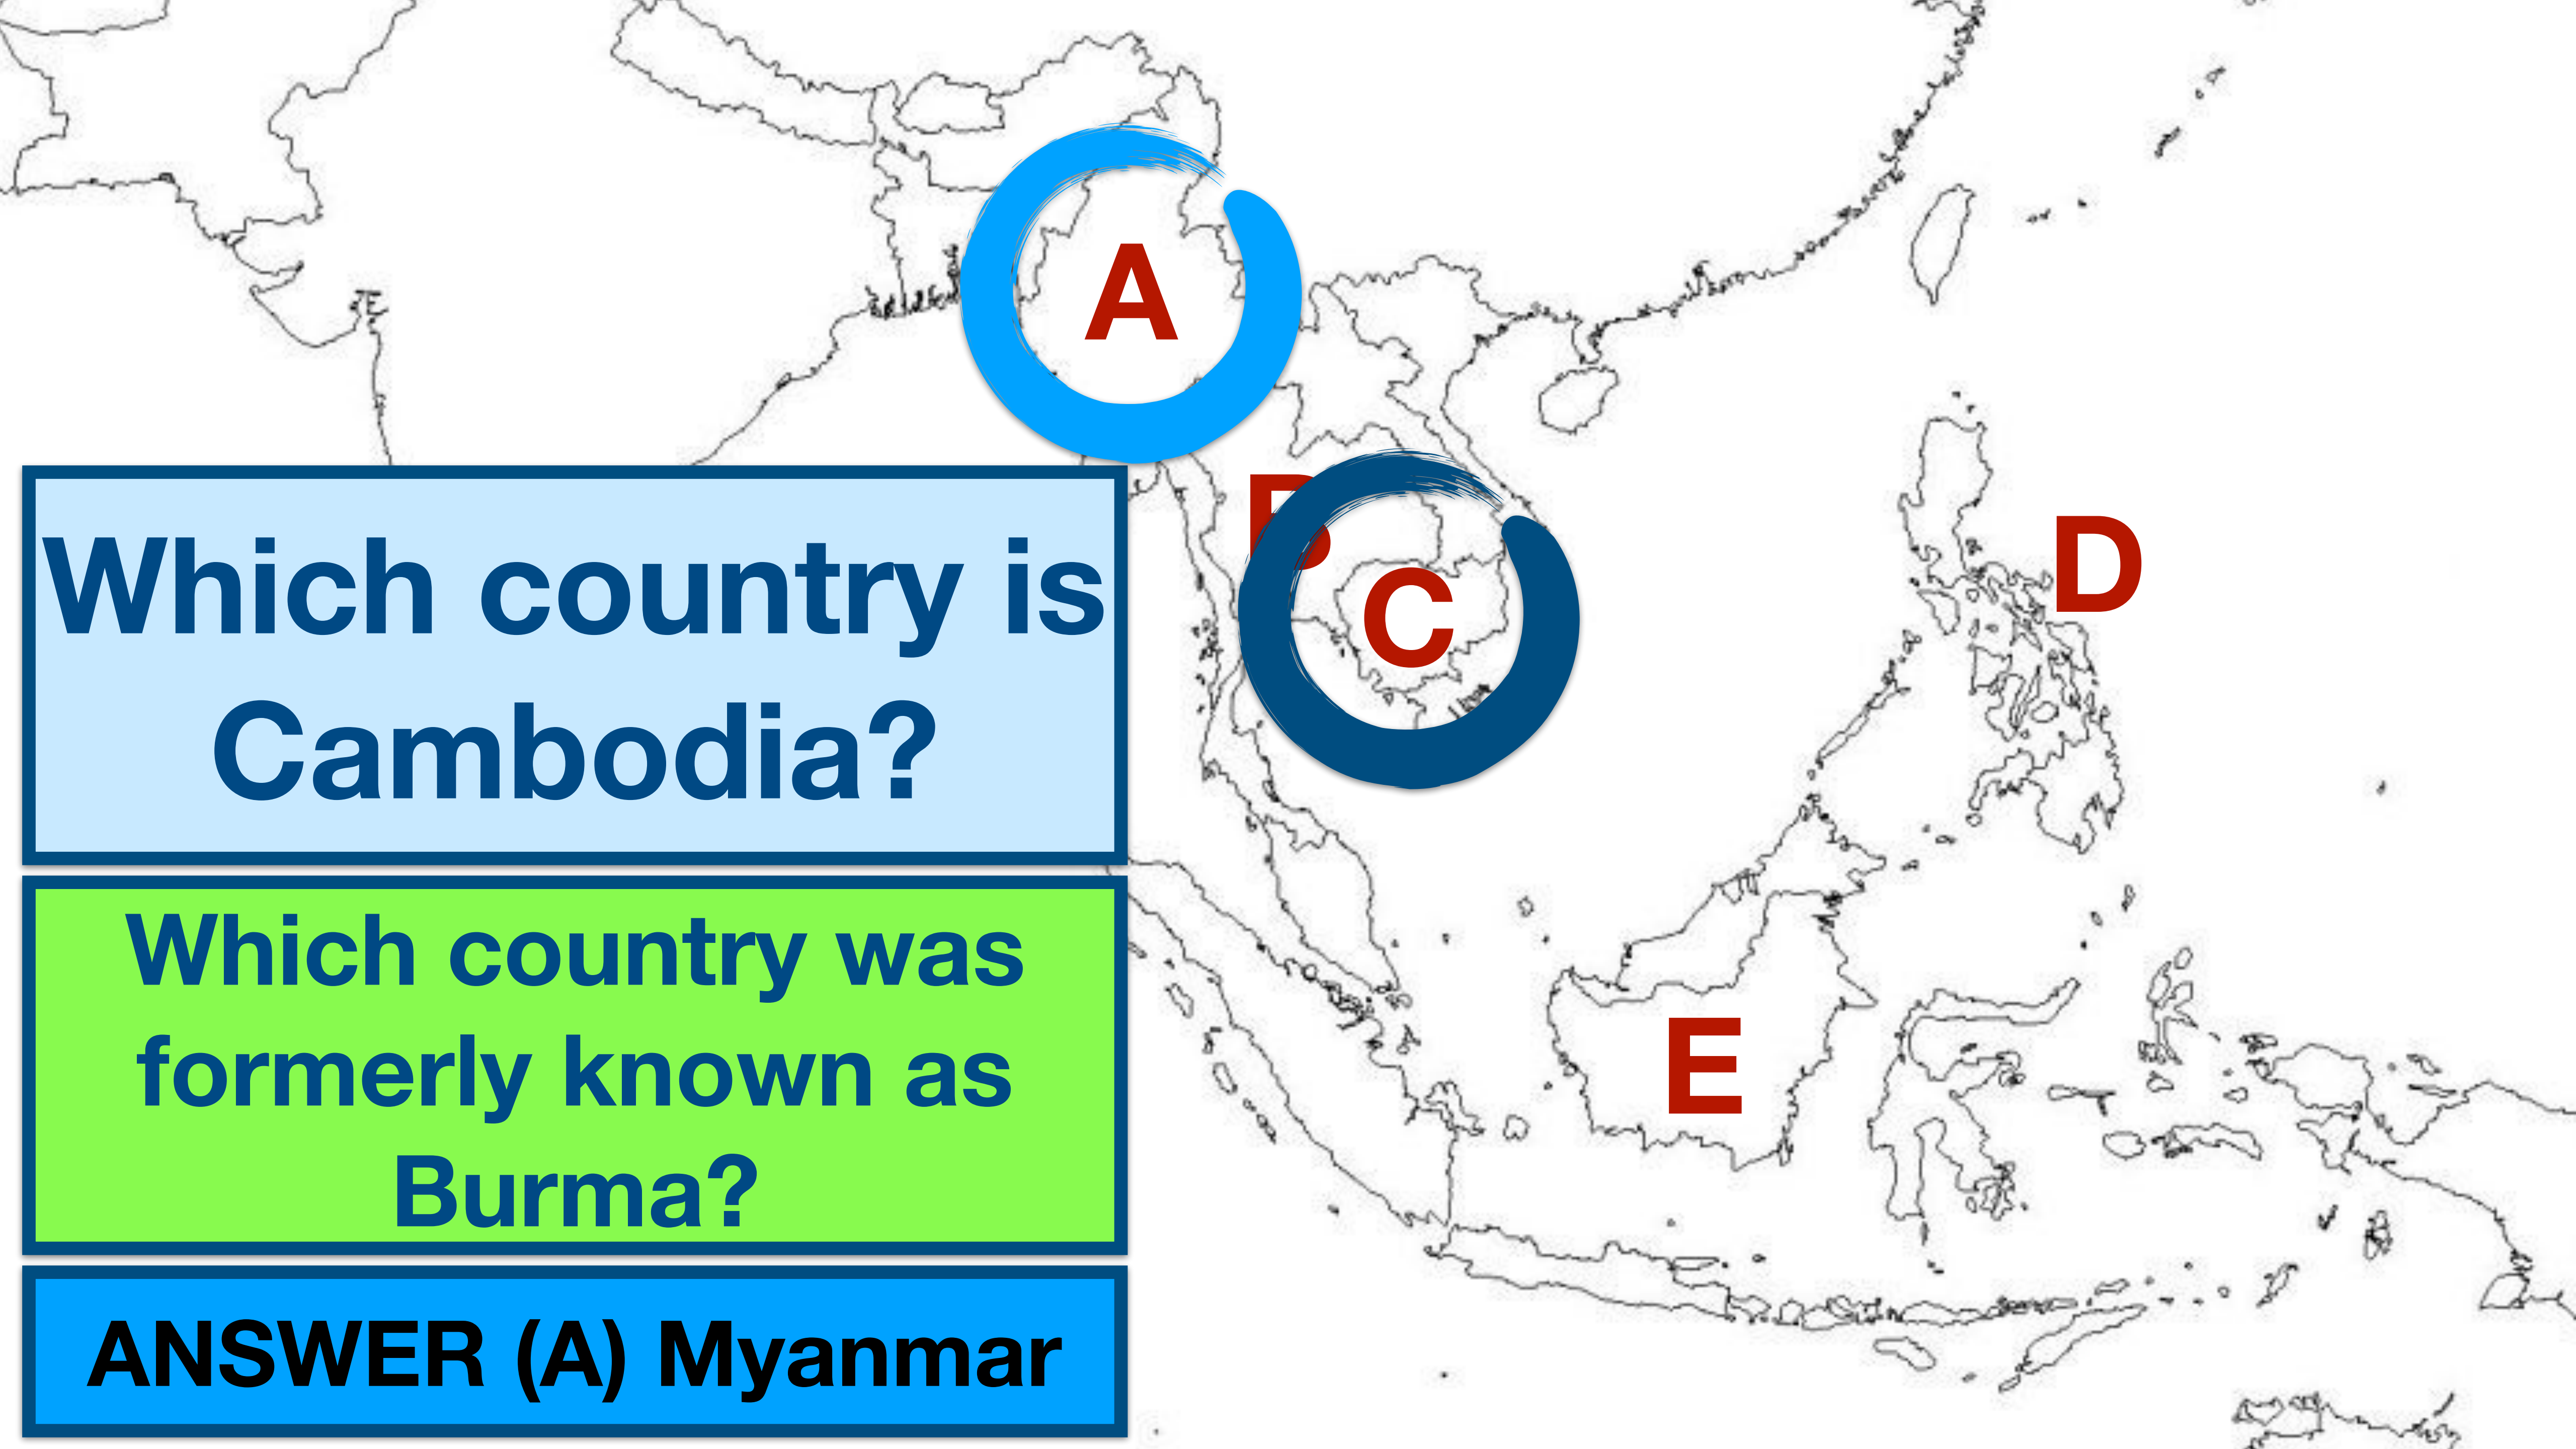 A
B
C
D
E
Which country is
Cambodia?
Which country was
formerly known as
Burma?
ANSWER (A) Myanmar